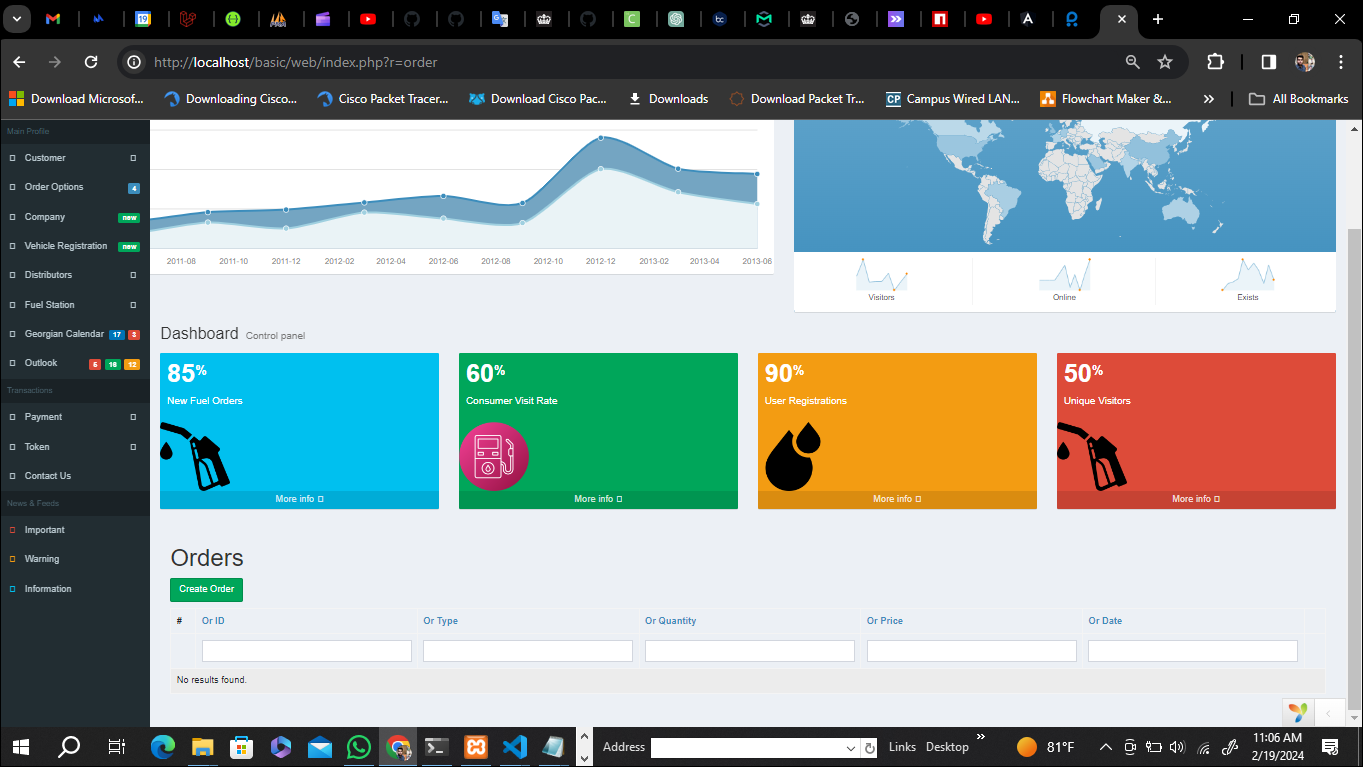 19
http://localhost/basic/web/index.php?r=order
Download Microsof...
Downloading Cisco...
Cisco Packet Tracer...
Download Cisco Pac...
Downloads
Download Packet Tr...
CP
Campus Wired LAN...
Flowchart Maker &...
All Bookmarks
Main Profile
Customer
Order Options 4
Company new
Vehicle Registration new
Distributors
Fuel Station
Georgian Calendar 17 3
Outlook 5 16 12
Transactions
Payment
Token
Contact Us
News & Feeds
Important
Warning
Information
2011-08 2011-10 2011-12 2012-02 2012-04 2012-06 2012-08 2012-10 2012-12 2013-02 2013-04 2013-06
Visitors Online Exists
Dashboard Control panel
85%
New Fuel Orders
More info
60%
Consumer Visit Rate
More info
90%
User Registrations
More info
50%
Unique Visitors
More info
Orders
Create Order
# Or ID Or Type Or Quantity Or Price Or Date
No results found.
Address
Links Desktop
81°F
11:06 AM
2/19/2024